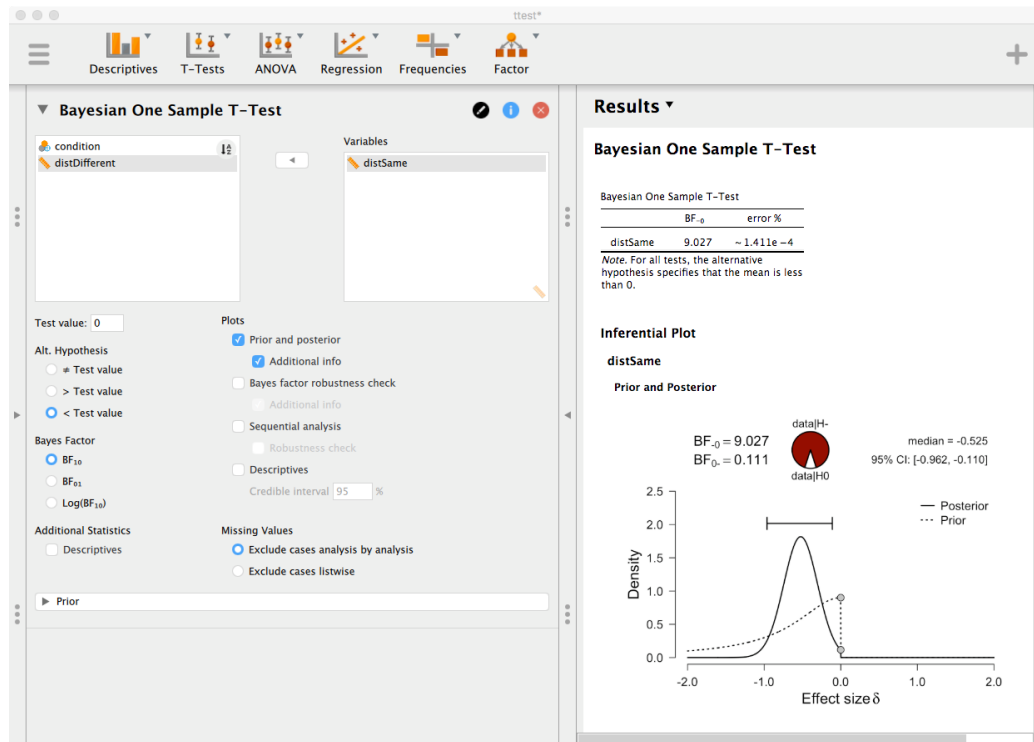 ttest*
Descriptives T-Tests ANOVA Regression Frequencies Factor
Bayesian One Sample T-Test
condition
distDifferent
Variables
distSame
Test value: 0
Alt. Hypothesis
≠ Test value
> Test value
< Test value
Bayes Factor
BF₁₀
BF₀₁
Log(BF₁₀)
Additional Statistics
Descriptives
Plots
Prior and posterior
Additional info
Bayes factor robustness check
Additional info
Sequential analysis
Robustness check
Descriptives
Credible interval 95 %
Missing Values
Exclude cases analysis by analysis
Exclude cases listwise
Prior
Results
Bayesian One Sample T-Test
Bayesian One Sample T-Test
BF₋₀ error %
distSame 9.027 ~ 1.411e -4
Note. For all tests, the alternative
hypothesis specifies that the mean is less
than 0.
Inferential Plot
distSame
Prior and Posterior
data|H-
BF₋₀ = 9.027
BF₀₋ = 0.111
data|H0
median = -0.525
95% CI: [-0.962, -0.110]
Posterior
Prior
Density
2.5
2.0
1.5
1.0
0.5
0.0
-2.0 -1.0 0.0 1.0 2.0
Effect size δ